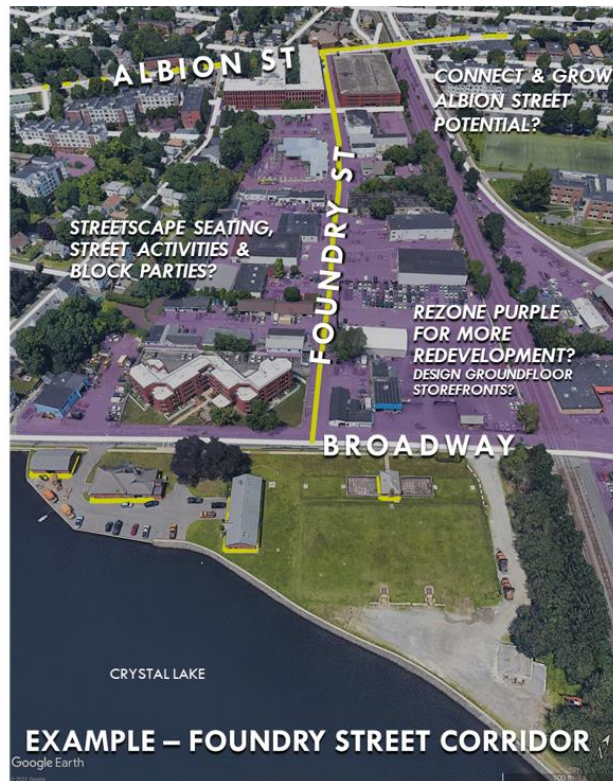 ALBION ST
CONNECT & GROW
ALBION STREET
POTENTIAL?
FOUNDRY ST
STREETSCAPE SEATING,
STREET ACTIVITIES &
BLOCK PARTIES?
REZONE PURPLE
FOR MORE
REDEVELOPMENT?
DESIGN GROUNDFLOOR
STOREFRONTS?
BROADWAY
CRYSTAL LAKE
EXAMPLE – FOUNDRY STREET CORRIDOR
Google Earth